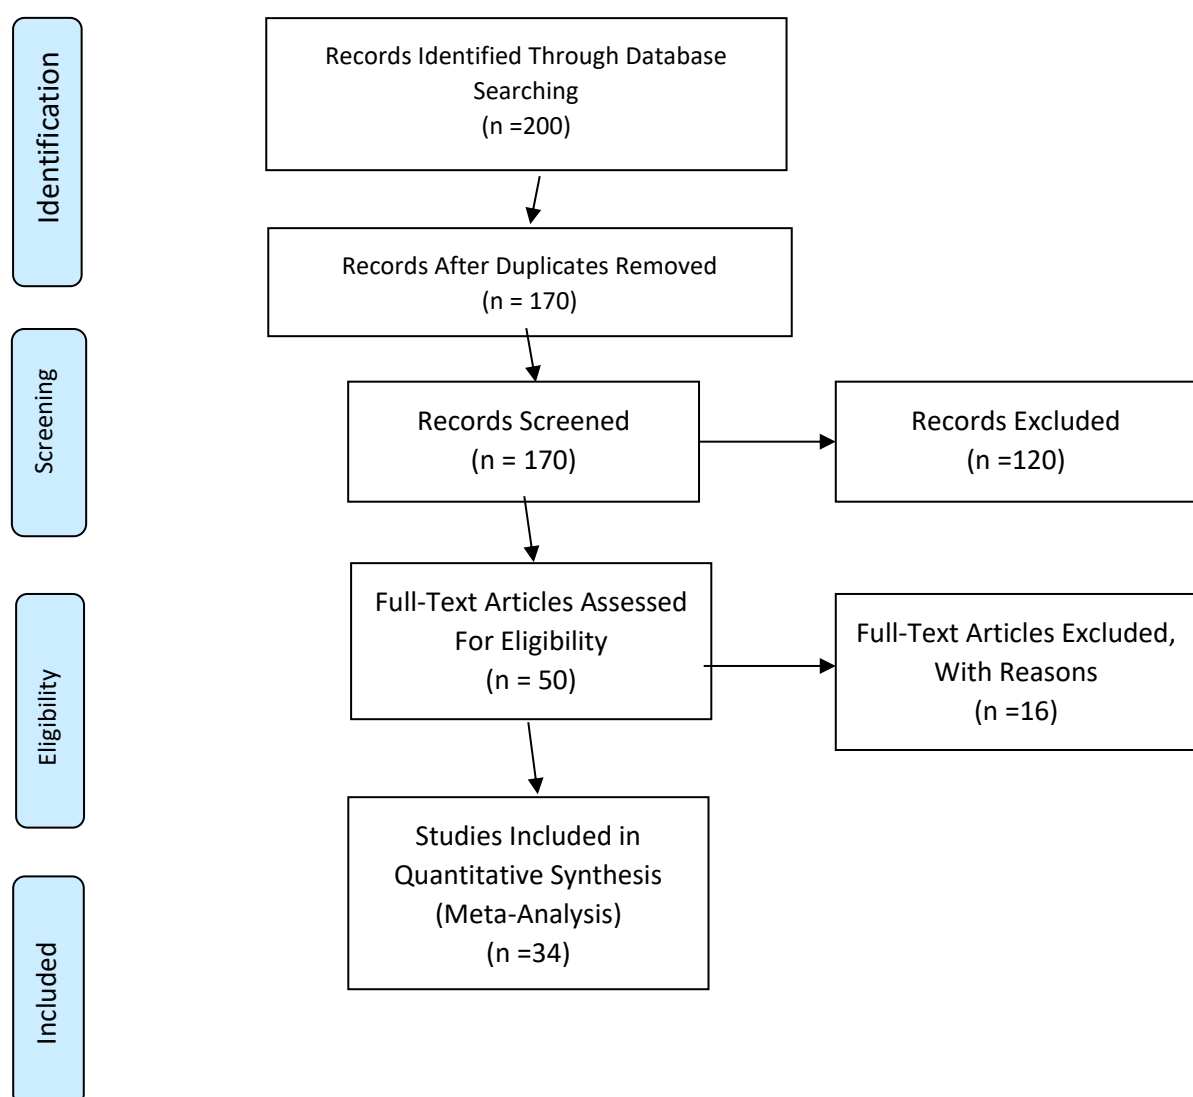 Identification
Records Identified Through Database
Searching
(n =200)
Records After Duplicates Removed
(n = 170)
Screening
Records Screened
(n = 170)
Records Excluded
(n =120)
Eligibility
Full-Text Articles Assessed
For Eligibility
(n = 50)
Full-Text Articles Excluded,
With Reasons
(n =16)
Included
Studies Included in
Quantitative Synthesis
(Meta-Analysis)
(n =34)